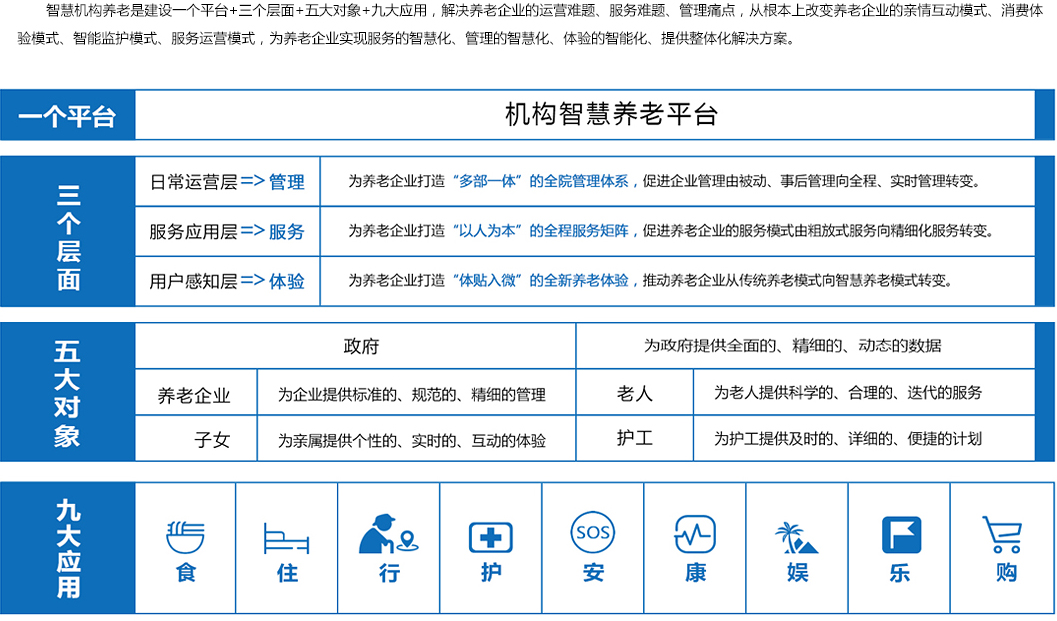 智慧机构养老是建设一个平台+三个层面+五大对象+九大应用，解决养老企业的运营难题、服务难题、管理痛点，从根本上改变养老企业的亲情互动模式、消费体
验模式、智能监护模式、服务运营模式，为养老企业实现服务的智慧化、管理的智慧化、体验的智能化、提供整体化解决方案。
一个平台
机构智慧养老平台
三个层面
日常运营层=>管理
为养老企业打造“多部一体”的全院管理体系，促进企业管理由被动、事后管理向全程、实时管理转变。
服务应用层=>服务
为养老企业打造“以人为本”的全程服务矩阵，促进养老企业的服务模式由粗放式服务向精细化服务转变。
用户感知层=>体验
为养老企业打造“体贴入微”的全新养老体验，推动养老企业从传统养老模式向智慧养老模式转变。
五大对象
政府
为政府提供全面的、精细的、动态的数据
养老企业
为企业提供标准的、规范的、精细的管理
老人
为老人提供科学的、合理的、迭代的服务
子女
为亲属提供个性的、实时的、互动的体验
护工
为护工提供及时的、详细的、便捷的计划
九大应用
SOS
食
住
行
护
安
康
娱
乐
购